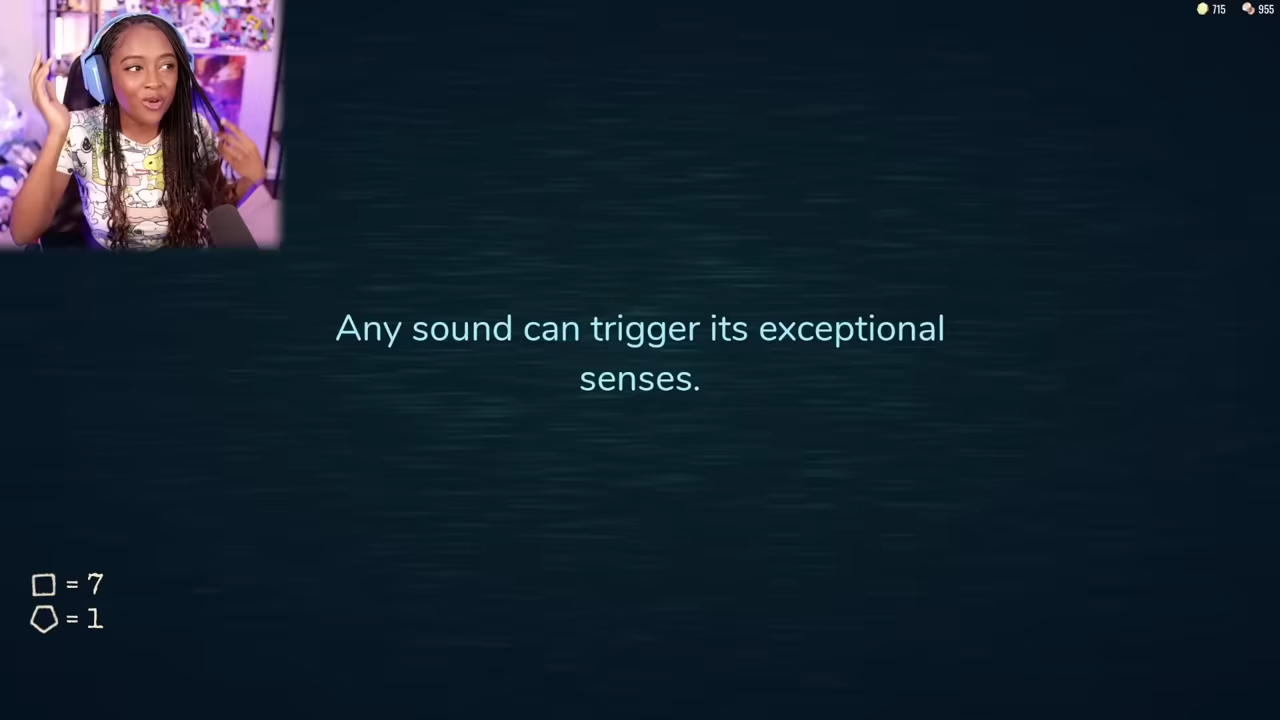 715 955
Any sound can trigger its exceptional
senses.
= 7
= 1